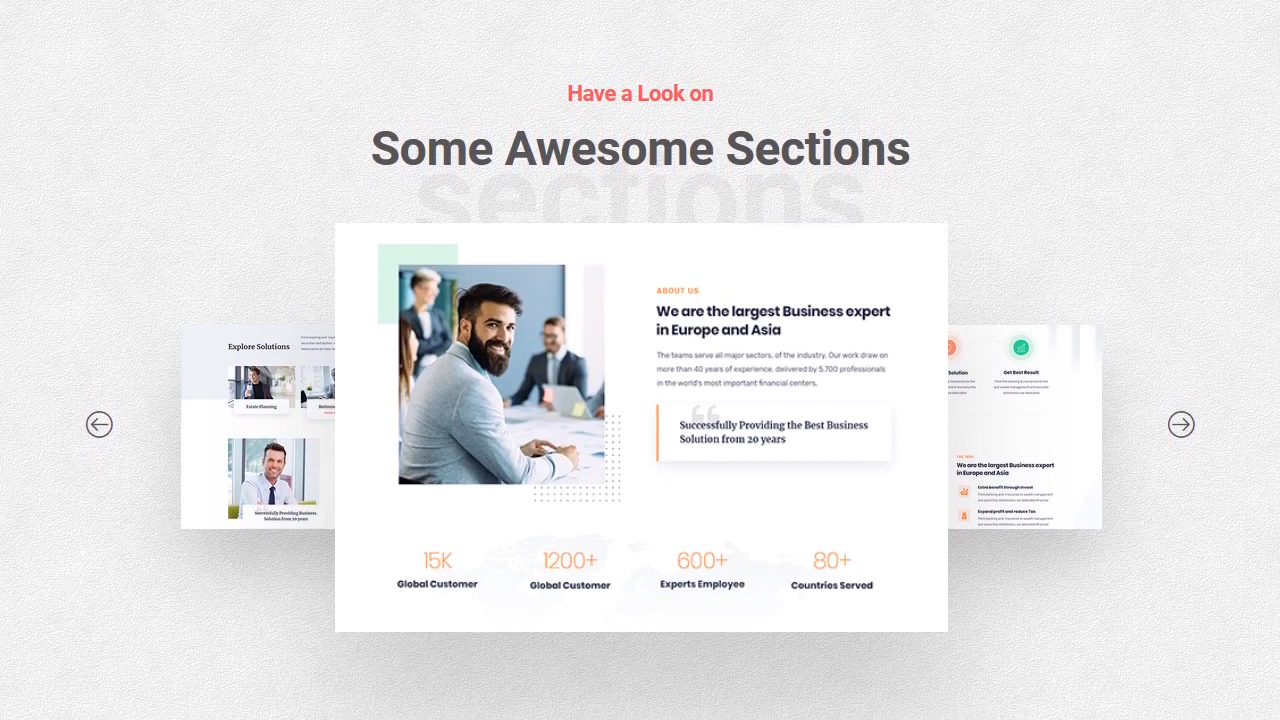 Have a Look on
Some Awesome Sections
sections
Explore Solutions
Estate Planning
Successfully Providing Business
Solution from 20 years
ABOUT US
We are the largest Business expert
in Europe and Asia
The teams serve all major sectors, of the industry. Our work draw on
more than 40 years of experience, delivered by 5,700 professionals
in the world's most important financial centers.
Successfully Providing the Best Business
Solution from 20 years
15K
Global Customer
1200+
Global Customer
600+
Experts Employee
80+
Countries Served
Solution
Get Best Result
We are the largest Business expert
in Europe and Asia
Extra benefit through Invest
Expand profit and reduce Tax